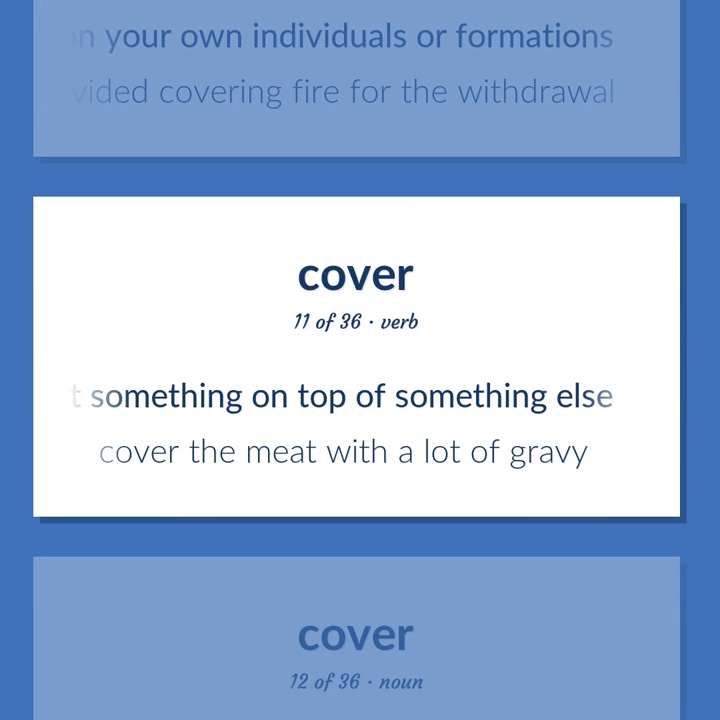 your own individuals or formations
covering fire for the withdrawal
cover
11 of 36 · verb
something on top of something else
cover the meat with a lot of gravy
cover
12 of 36 · noun